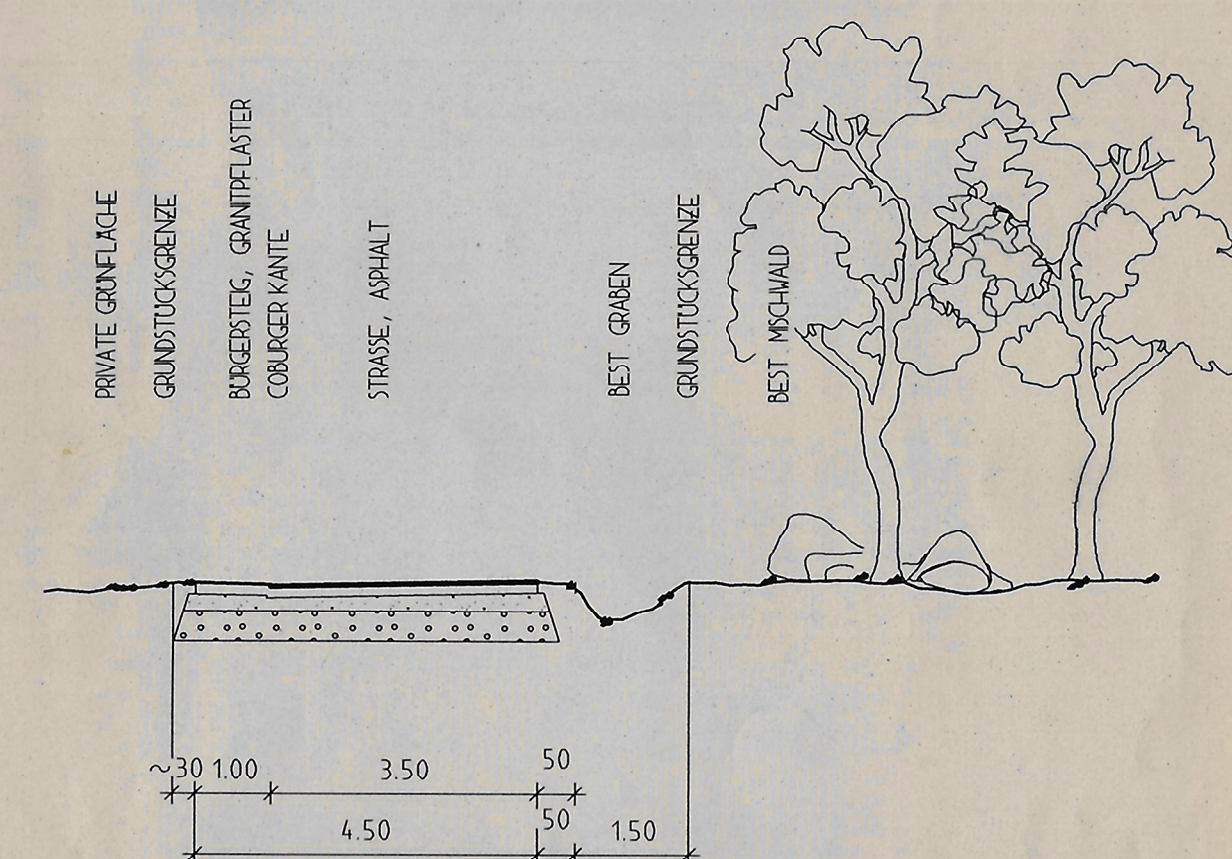 PRIVATE GRÜNFLÄCHE
GRUNDSTÜCKSGRENZE
BÜRGERSTEIG, GRANITPFLASTER
COBURGER KANTE
STRASSE, ASPHALT
BEST GRABEN
GRUNDSTÜCKSGRENZE
BEST MISCHWALD
~30 1.00 3.50 50
4.50 50 1.50